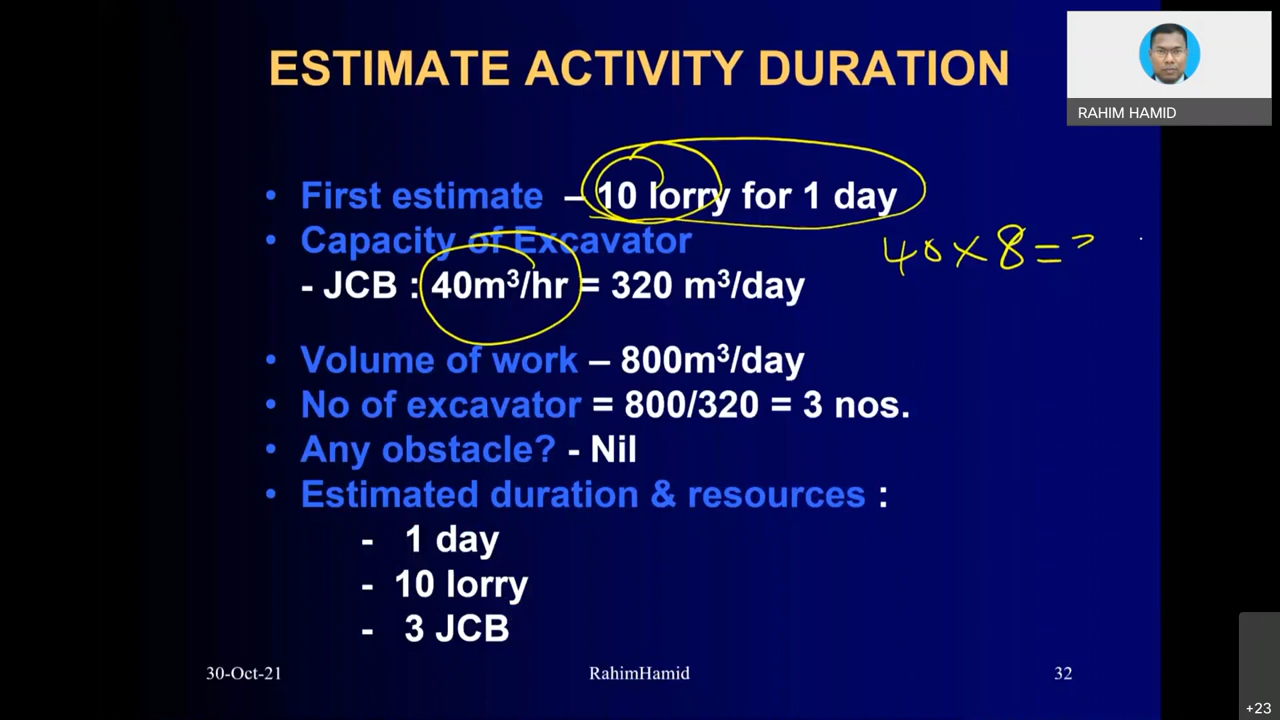 ESTIMATE ACTIVITY DURATION
RAHIM HAMID
• First estimate – 10 lorry for 1 day
• Capacity of Excavator
40 x 8 = ?
- JCB : 40m³/hr = 320 m³/day
• Volume of work – 800m³/day
• No of excavator = 800/320 = 3 nos.
• Any obstacle? - Nil
• Estimated duration & resources :
- 1 day
- 10 lorry
- 3 JCB
30-Oct-21 RahimHamid 32
+23